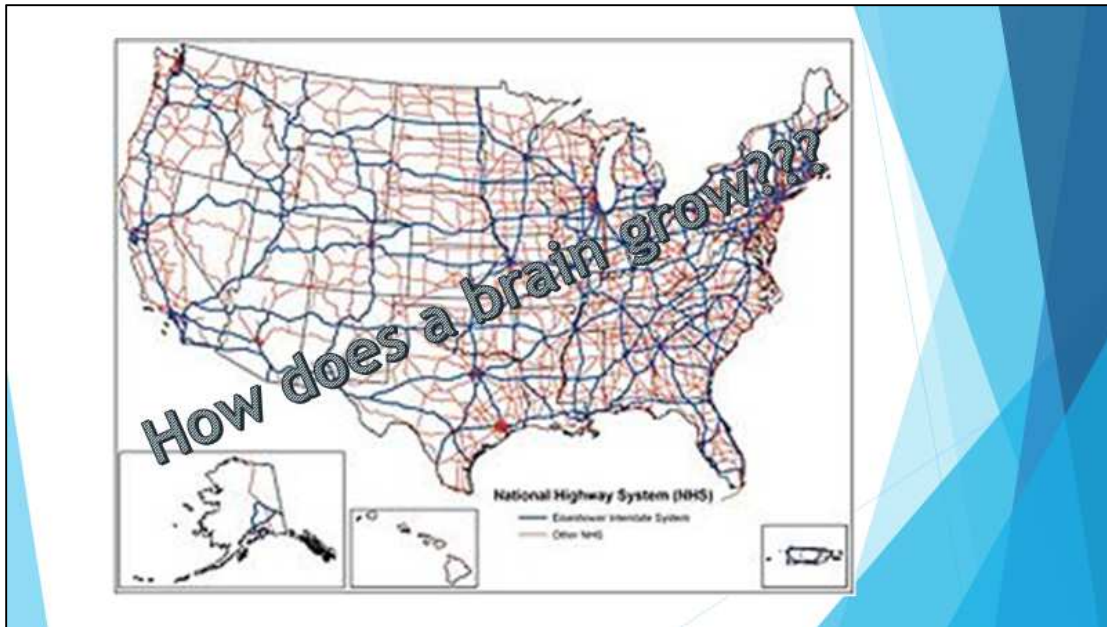 How does a brain grow???
National Highway System (NHS)
Eisenhower Interstate System
Other NHS